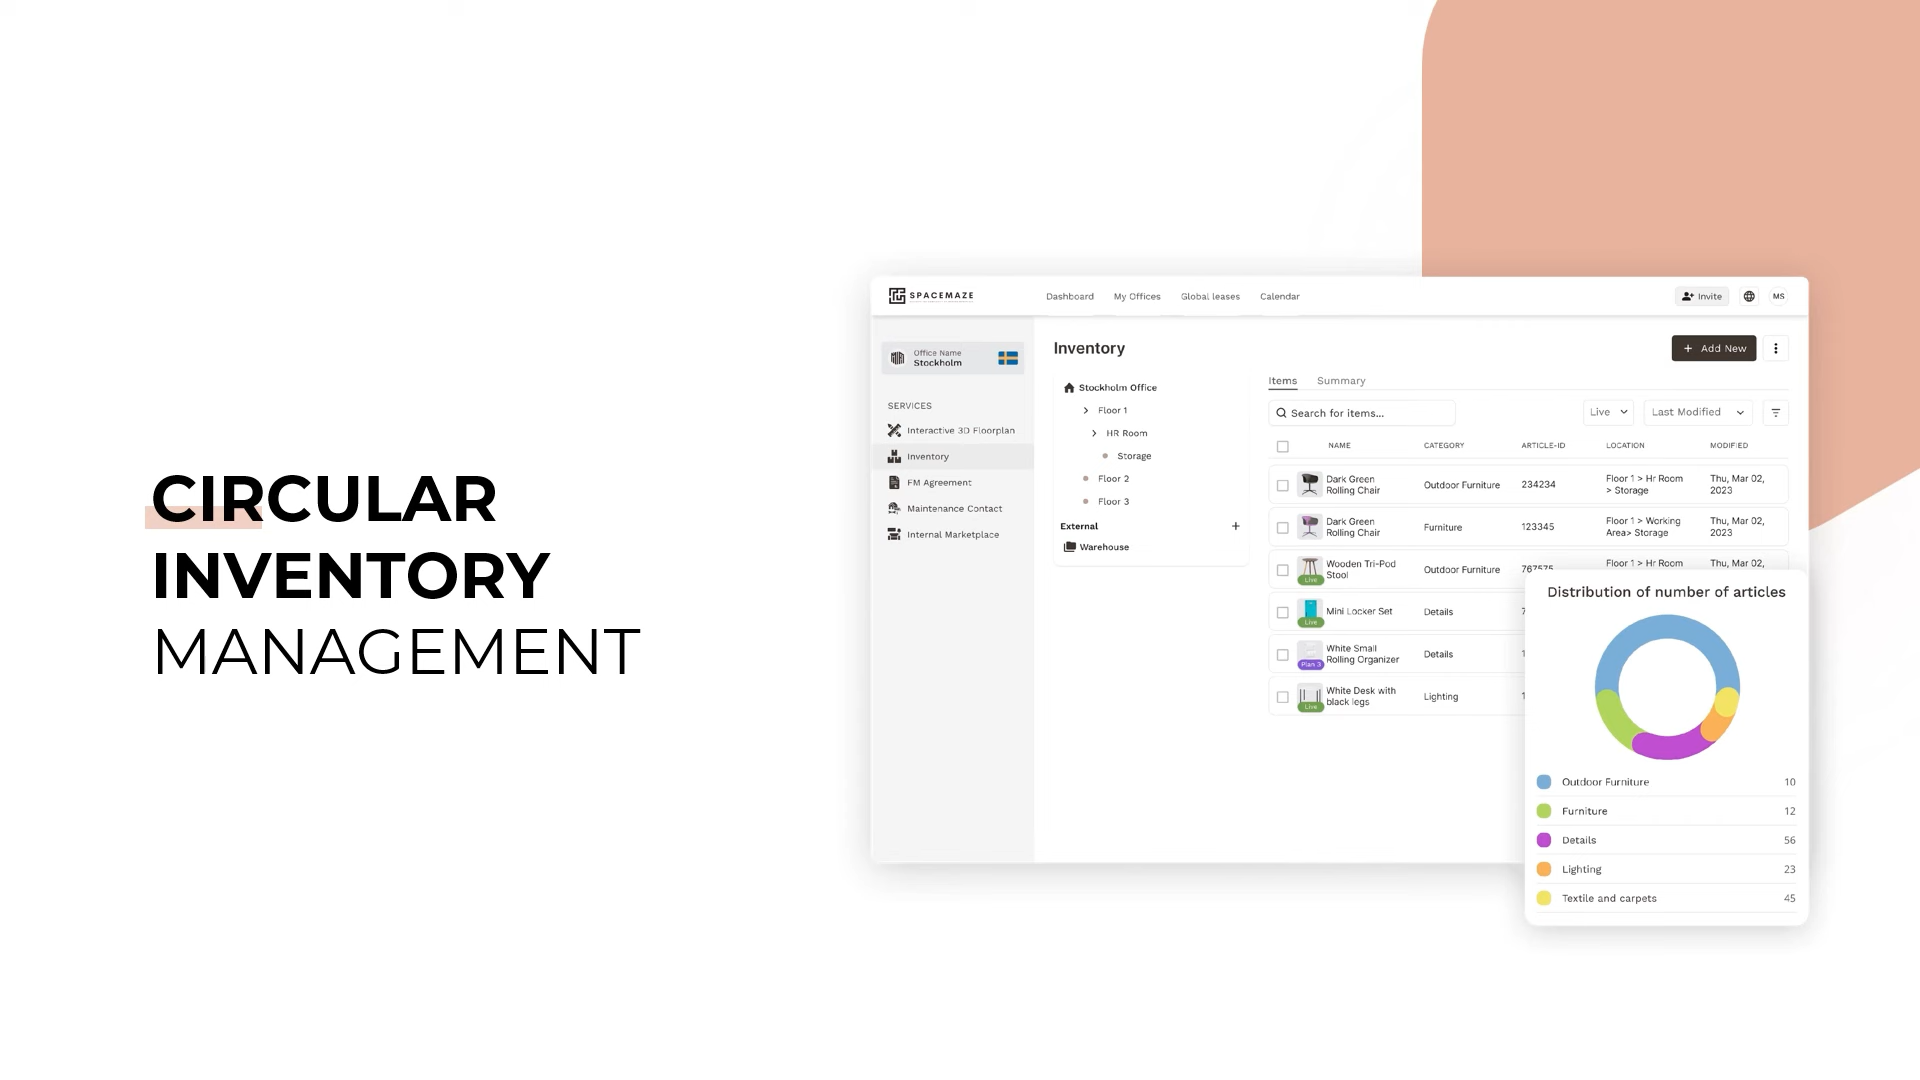 CIRCULAR
INVENTORY
MANAGEMENT
SPACEMAZE
Dashboard My Offices Global leases Calendar
Invite MS
Office Name
Stockholm
SERVICES
Interactive 3D Floorplan
Inventory
FM Agreement
Maintenance Contact
Internal Marketplace
Inventory
+ Add New
Stockholm Office
Floor 1
HR Room
Storage
Floor 2
Floor 3
External +
Warehouse
Items Summary
Search for items...
Live Last Modified
NAME CATEGORY ARTICLE-ID LOCATION MODIFIED
Dark Green
Rolling Chair
Outdoor Furniture
234234
Floor 1 > Hr Room
> Storage
Thu, Mar 02,
2023
Dark Green
Rolling Chair
Furniture
123345
Floor 1 > Working
Area> Storage
Thu, Mar 02,
2023
Live
Wooden Tri-Pod
Stool
Outdoor Furniture
767575
Floor 1 > Hr Room
Thu, Mar 02,
Live
Mini Locker Set
Details
Plan 3
White Small
Rolling Organizer
Details
Live
White Desk with
black legs
Lighting
Distribution of number of articles
Outdoor Furniture 10
Furniture 12
Details 56
Lighting 23
Textile and carpets 45